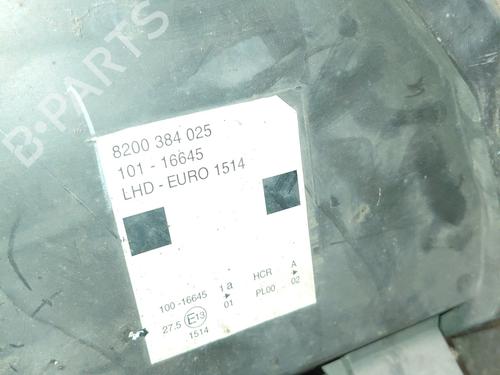 B-PARTS
8200 384 025
101 - 16645
LHD - EURO 1514
100-16645 1a HCR A
27.5 E13 01 PL00 02
1514